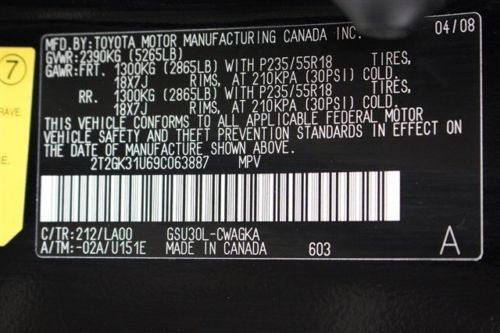 MFD.BY: TOYOTA MOTOR MANUFACTURING CANADA INC. 04/08
GVWR: 2390KG (5265LB)
GAWR: FRT. 1300KG (2865LB) WITH P235/55R18 TIRES,
18X7J RIMS, AT 210KPA (30PSI) COLD.
RR. 1300KG (2865LB) WITH P235/55R18 TIRES,
18X7J RIMS, AT 210KPA (30PSI) COLD.
THIS VEHICLE CONFORMS TO ALL APPLICABLE FEDERAL MOTOR
VEHICLE SAFETY AND THEFT PREVENTION STANDARDS IN EFFECT ON
THE DATE OF MANUFACTURE SHOWN ABOVE.
2T2GK31U69C063887 MPV
C/TR: 212/LA00 GSU30L-CWAGKA
A/TM: -02A/U151E MADE IN CANADA 603 A
7
RAVE.